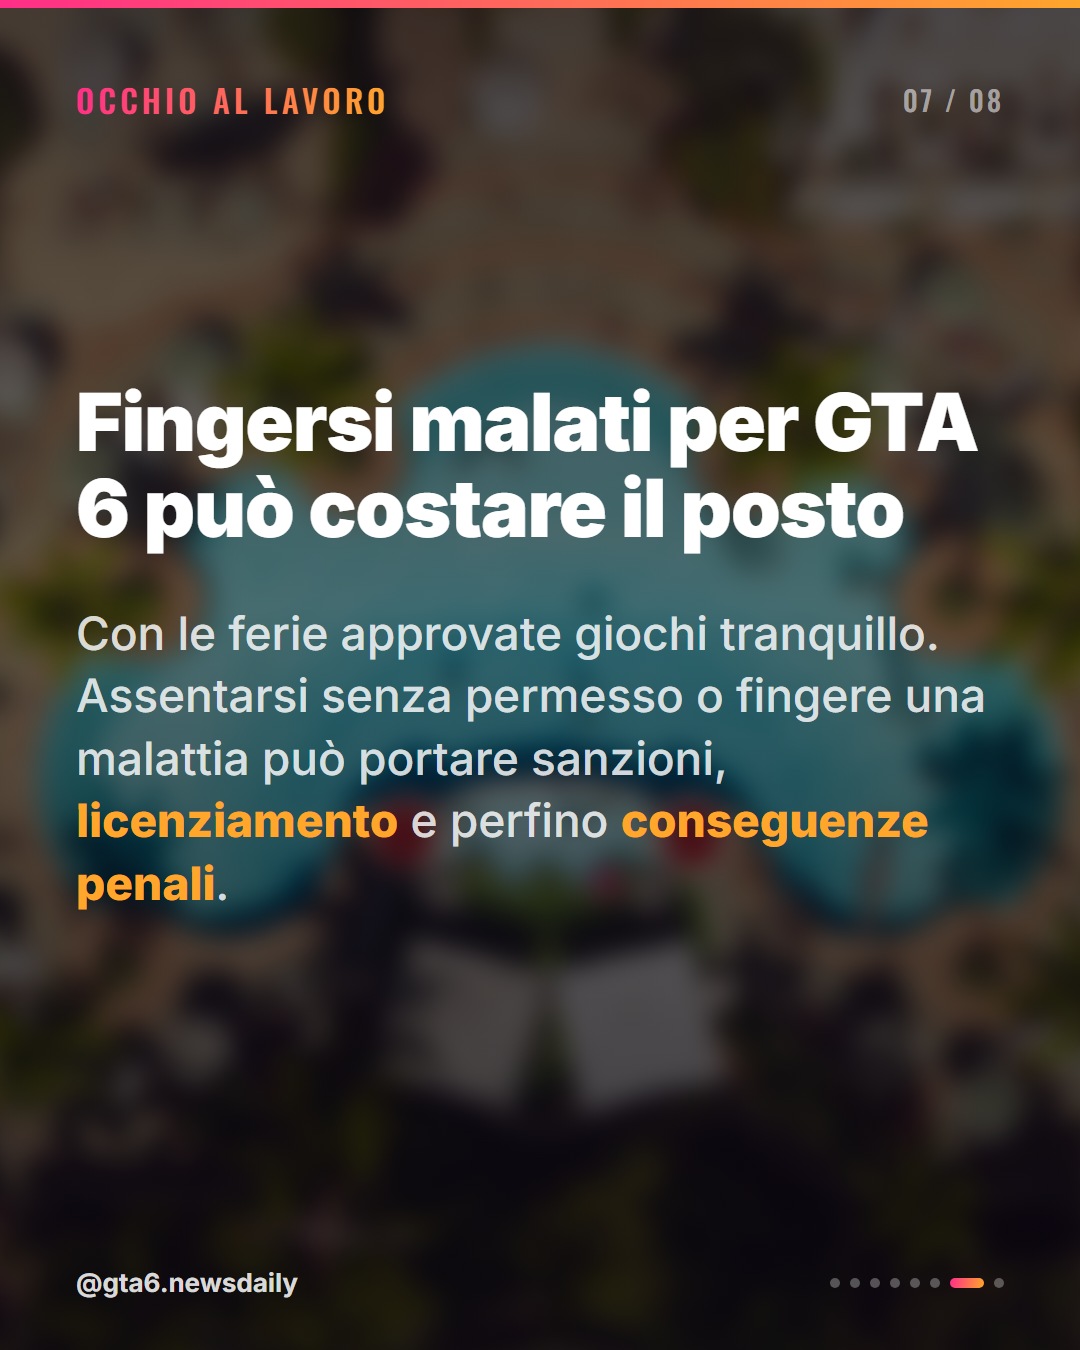 OCCHIO AL LAVORO
07 / 08
Fingersi malati per GTA
6 può costare il posto
Con le ferie approvate giochi tranquillo.
Assentarsi senza permesso o fingere una
malattia può portare sanzioni,
licenziamento e perfino conseguenze
penali.
@gta6.newsdaily